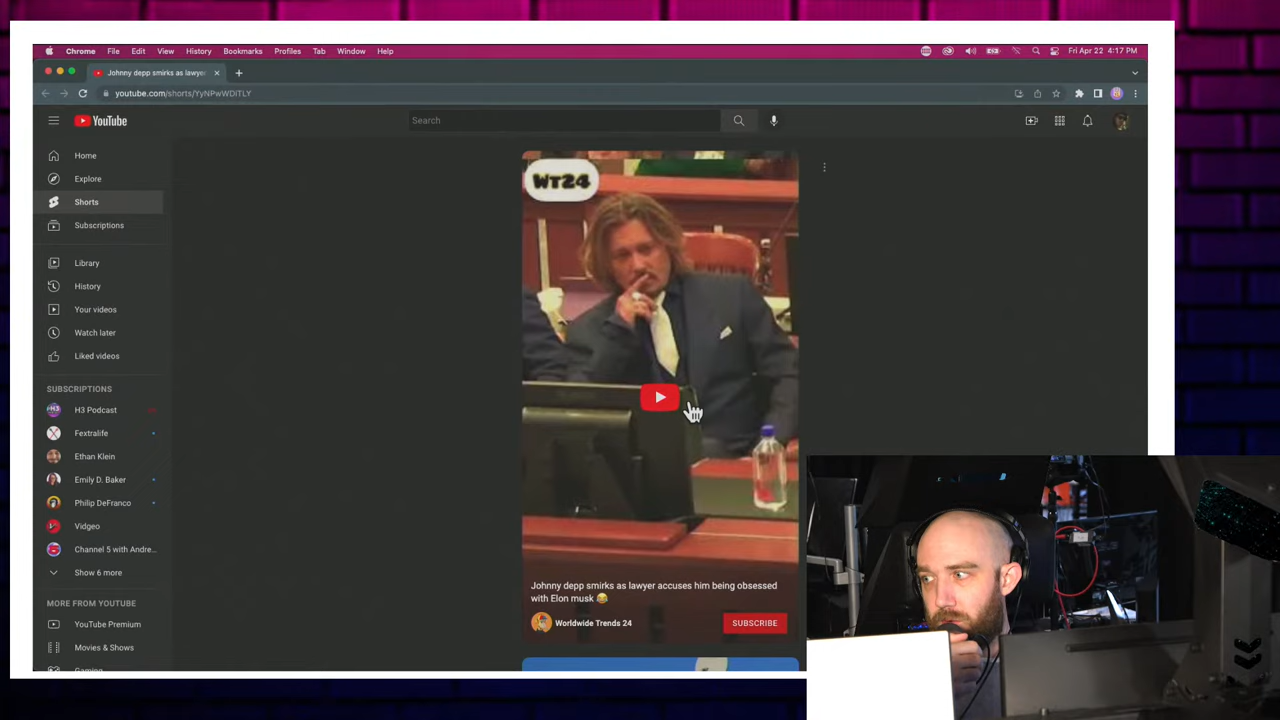 Chrome File Edit View History Bookmarks Profiles Tab Window Help
Fri Apr 22 4:17 PM
Johnny depp smirks as lawyer
youtube.com/shorts/YyNPwWDiTLY
YouTube
Search
Home
Explore
Shorts
Subscriptions
Library
History
Your videos
Watch later
Liked videos
SUBSCRIPTIONS
H3 Podcast
Fextralife
Ethan Klein
Emily D. Baker
Philip DeFranco
Vidgeo
Channel 5 with Andre...
Show 6 more
MORE FROM YOUTUBE
YouTube Premium
Movies & Shows
WT24
Johnny depp smirks as lawyer accuses him being obsessed
with Elon musk 😂
Worldwide Trends 24
SUBSCRIBE